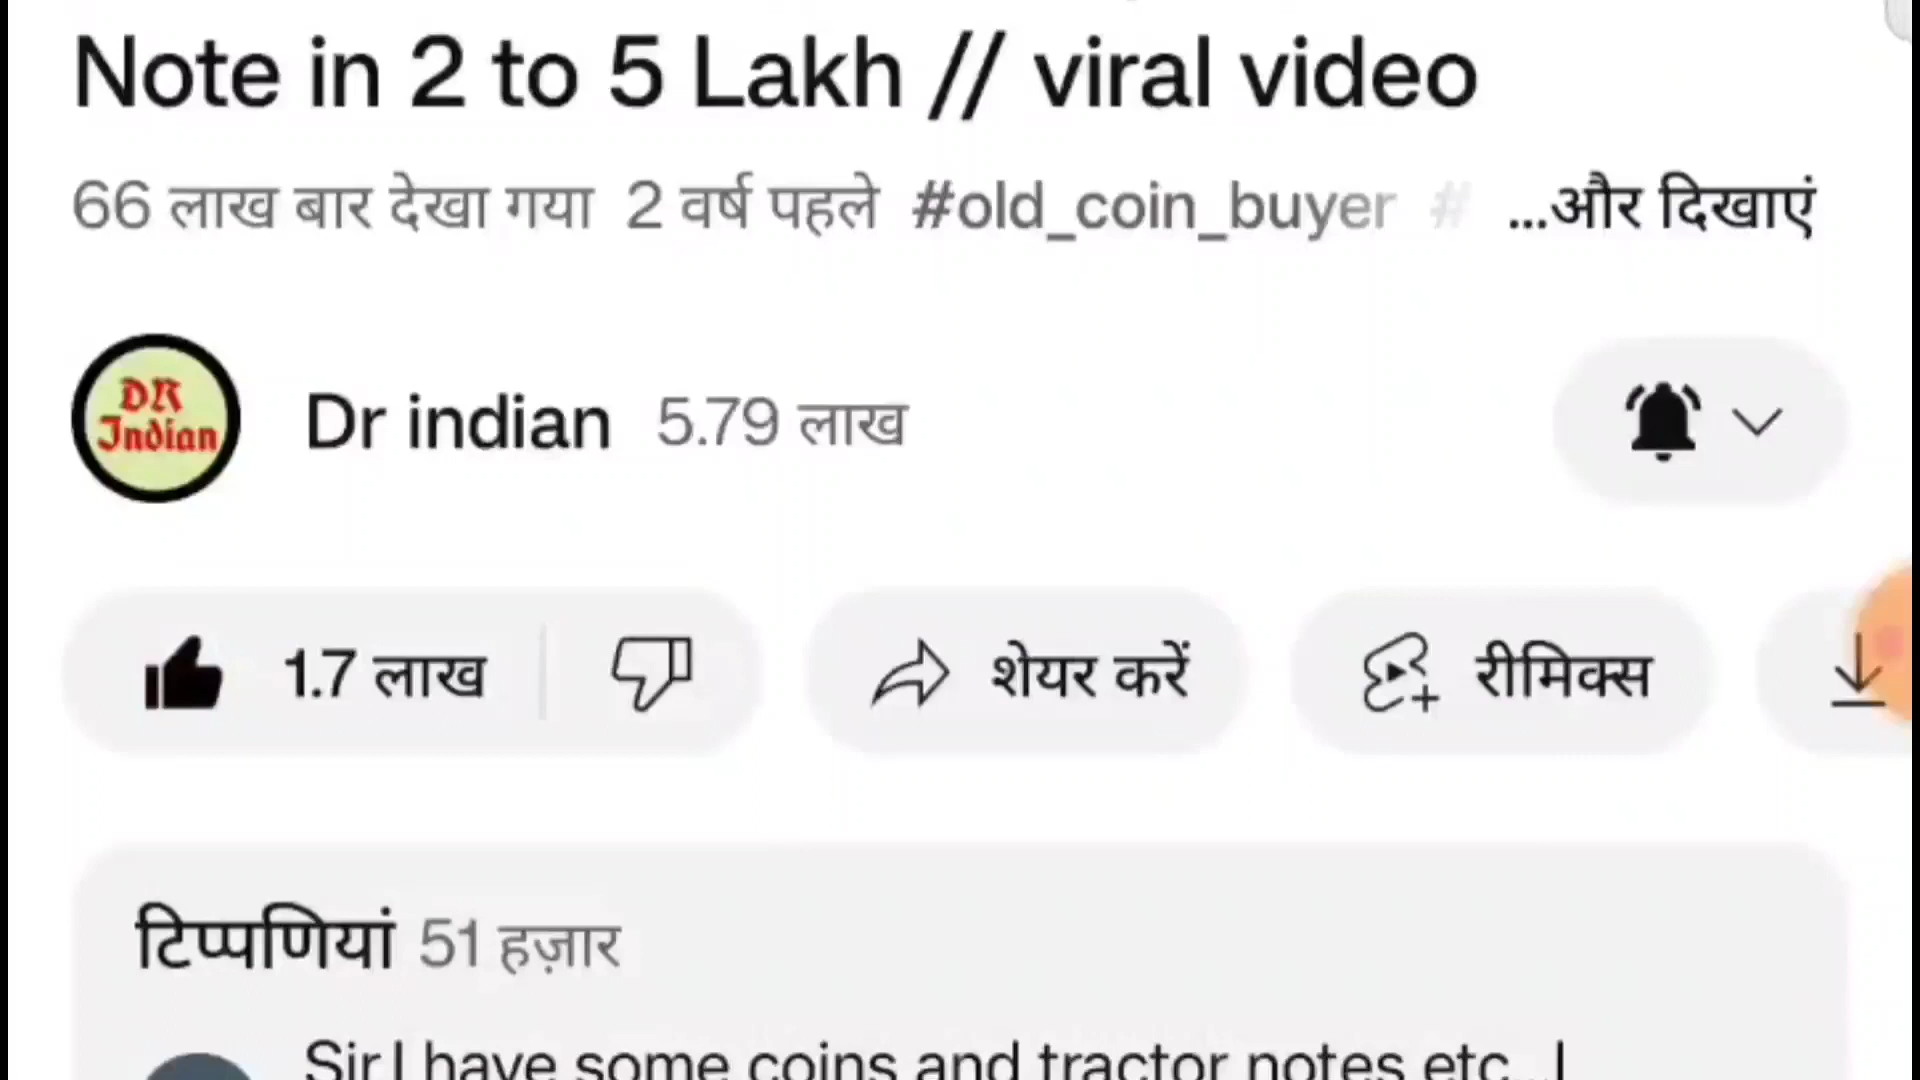 Note in 2 to 5 Lakh // viral video
66 लाख बार देखा गया 2 वर्ष पहले #old_coin_buyer # ...और दिखाएं
DR
Indian
Dr indian 5.79 लाख
1.7 लाख शेयर करें रीमिक्स
टिप्पणियां 51 हज़ार
Sir I have some coins and tractor notes etc...I